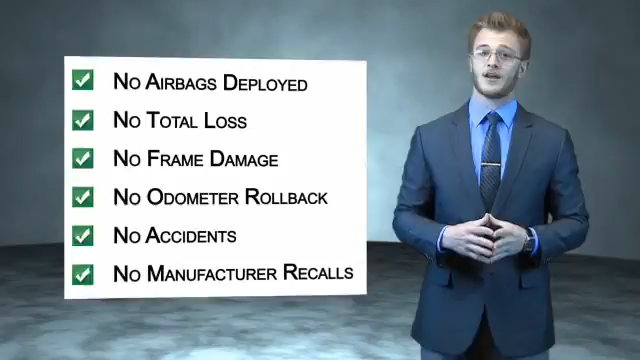 No Airbags Deployed
No Total Loss
No Frame Damage
No Odometer Rollback
No Accidents
No Manufacturer Recalls